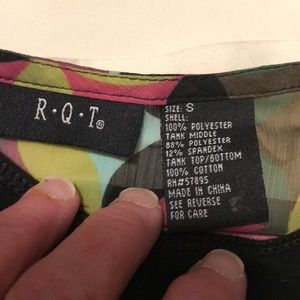 R·Q·T®
SIZE: S
SHELL:
100% POLYESTER
TANK MIDDLE
88% POLYESTER
12% SPANDEX
TANK TOP/BOTTOM
100% COTTON
RN#57895
MADE IN CHINA
SEE REVERSE
FOR CARE